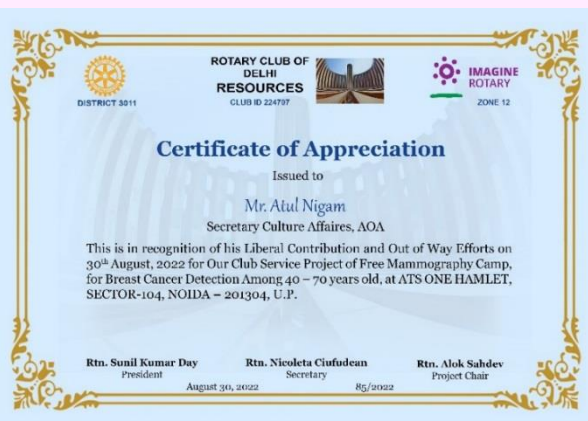 ROTARY CLUB OF
DELHI
RESOURCES
CLUB ID 224797
DISTRICT 3011
IMAGINE
ROTARY
ZONE 12
Certificate of Appreciation
Issued to
Mr. Atul Nigam
Secretary Culture Affaires, AOA
This is in recognition of his Liberal Contribution and Out of Way Efforts on
30th August, 2022 for Our Club Service Project of Free Mammography Camp,
for Breast Cancer Detection Among 40 – 70 years old, at ATS ONE HAMLET,
SECTOR-104, NOIDA – 201304, U.P.
Rtn. Sunil Kumar Day
President
Rtn. Nicoleta Ciufudean
Secretary
Rtn. Alok Sahdev
Project Chair
August 30, 2022
85/2022